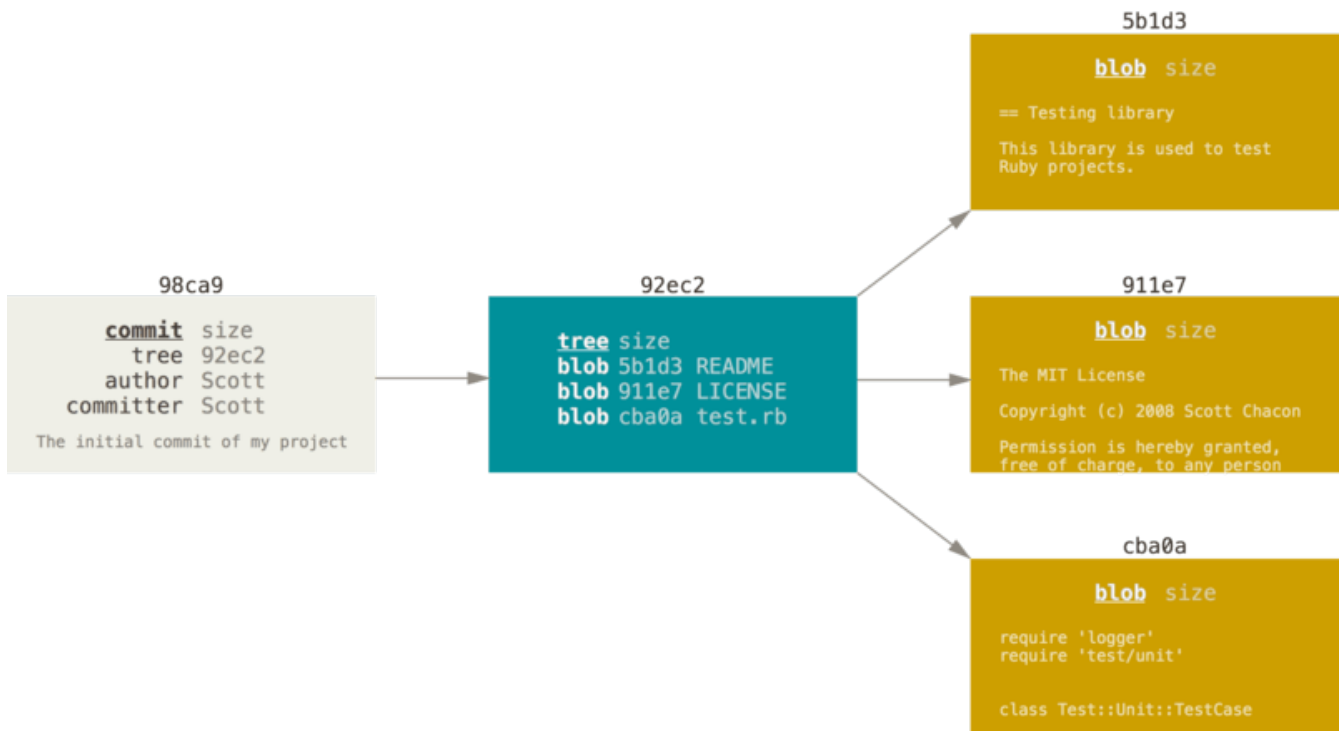 98ca9
commit size
tree 92ec2
author Scott
committer Scott
The initial commit of my project
92ec2
tree size
blob 5b1d3 README
blob 911e7 LICENSE
blob cba0a test.rb
5b1d3
blob size
== Testing library
This library is used to test
Ruby projects.
911e7
blob size
The MIT License
Copyright (c) 2008 Scott Chacon
Permission is hereby granted,
free of charge, to any person
cba0a
blob size
require 'logger'
require 'test/unit'
class Test::Unit::TestCase